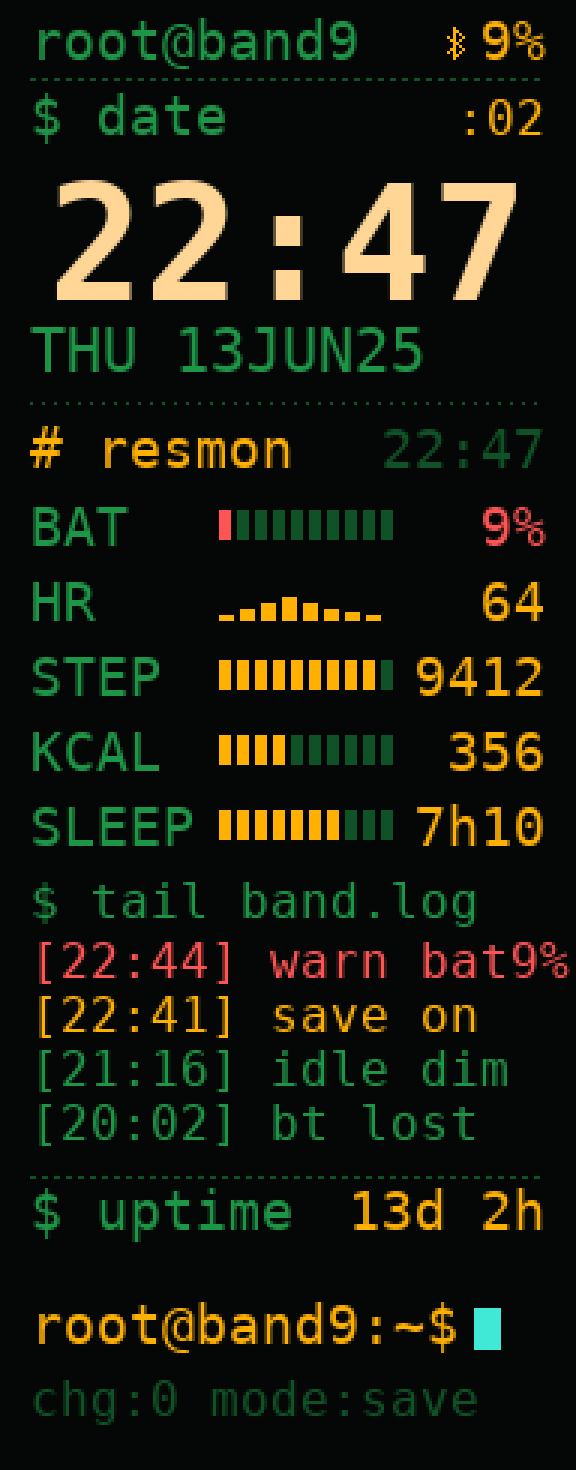 root@band9 9%
$ date :02
22:47
THU 13JUN25
# resmon 22:47
BAT 9%
HR 64
STEP 9412
KCAL 356
SLEEP 7h10
$ tail band.log
[22:44] warn bat9%
[22:41] save on
[21:16] idle dim
[20:02] bt lost
$ uptime 13d 2h
root@band9:~$
chg:0 mode:save